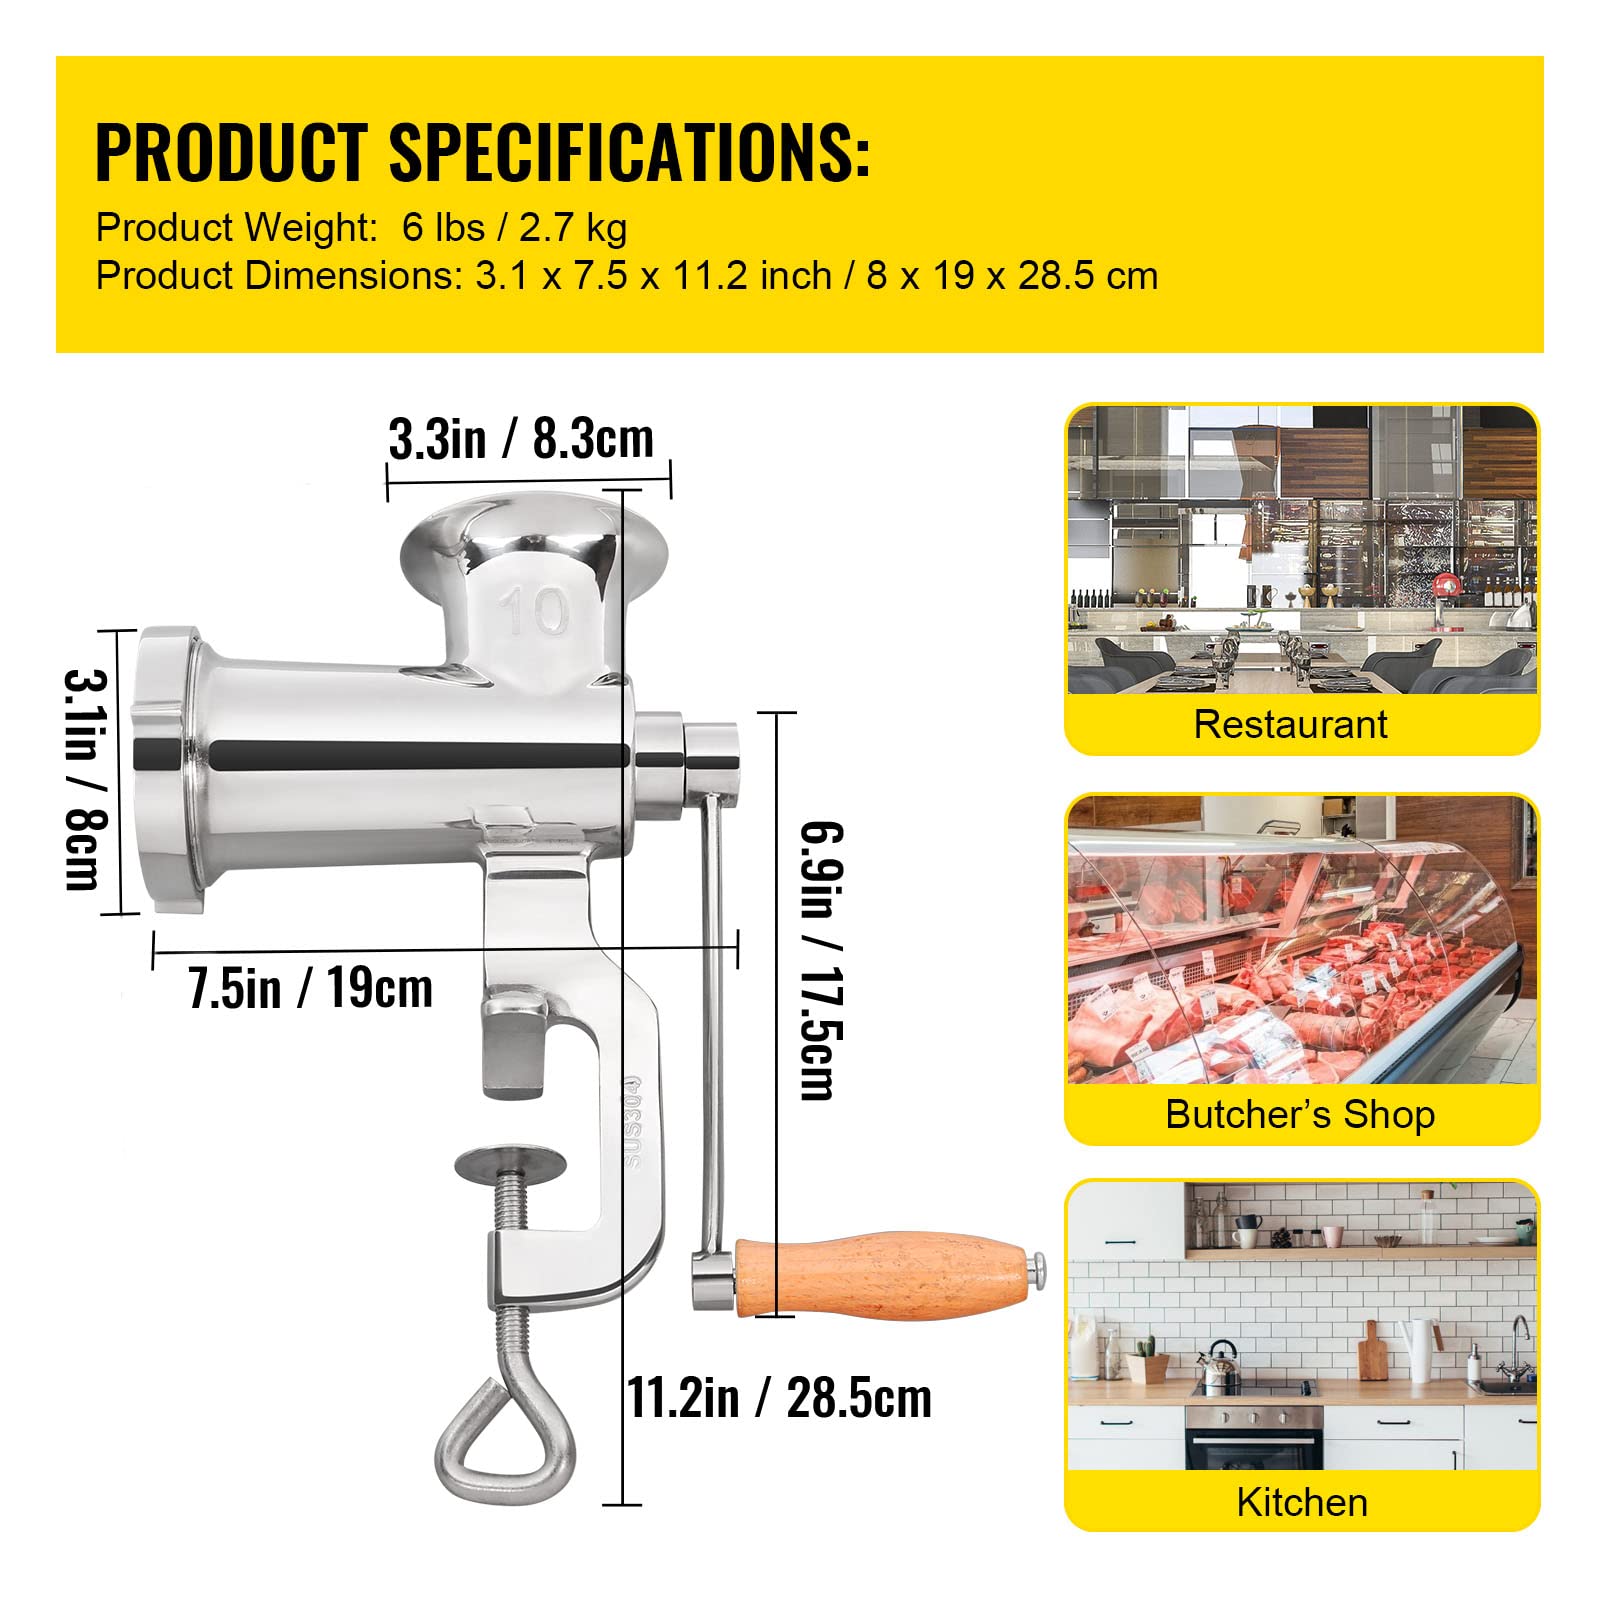 PRODUCT SPECIFICATIONS:
Product Weight:  6 lbs / 2.7 kg
Product Dimensions: 3.1 x 7.5 x 11.2 inch / 8 x 19 x 28.5 cm
3.3in / 8.3cm
10
3.1in / 8cm
6.9in / 17.5cm
7.5in / 19cm
SUS304
11.2in / 28.5cm
Restaurant
Butcher’s Shop
Kitchen